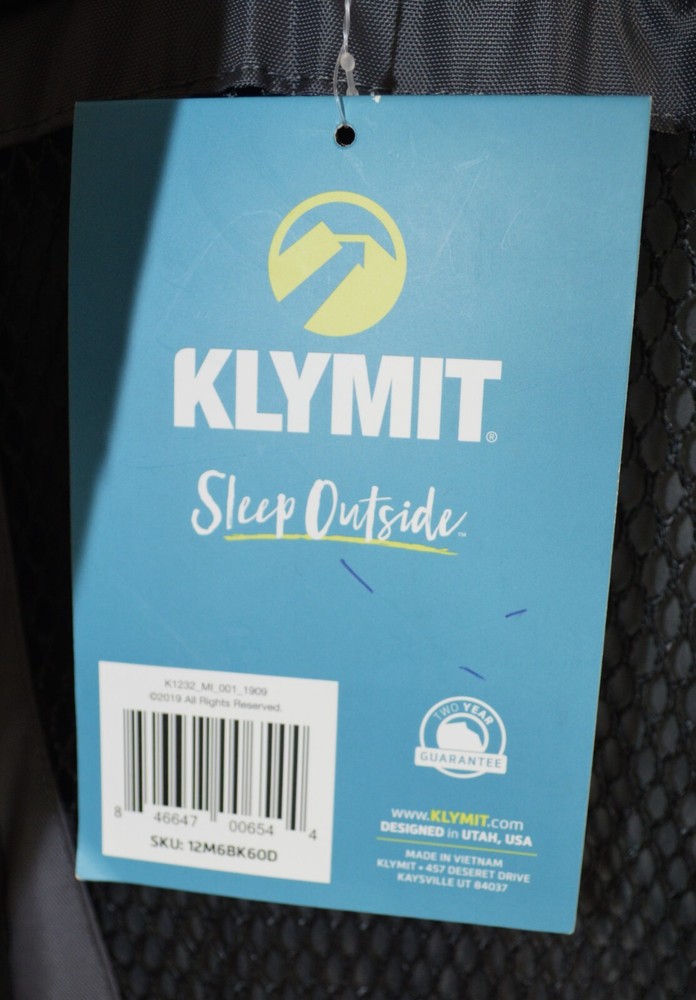 KLYMIT®
Sleep Outside™
K1232_MI_001_1909
©2019 All Rights Reserved.
8 46647 00654 4
SKU: 12M6BK60D
TWO YEAR
GUARANTEE
www.KLYMIT.com
DESIGNED in UTAH, USA
MADE IN VIETNAM
KLYMIT • 457 DESERET DRIVE
KAYSVILLE UT 84037